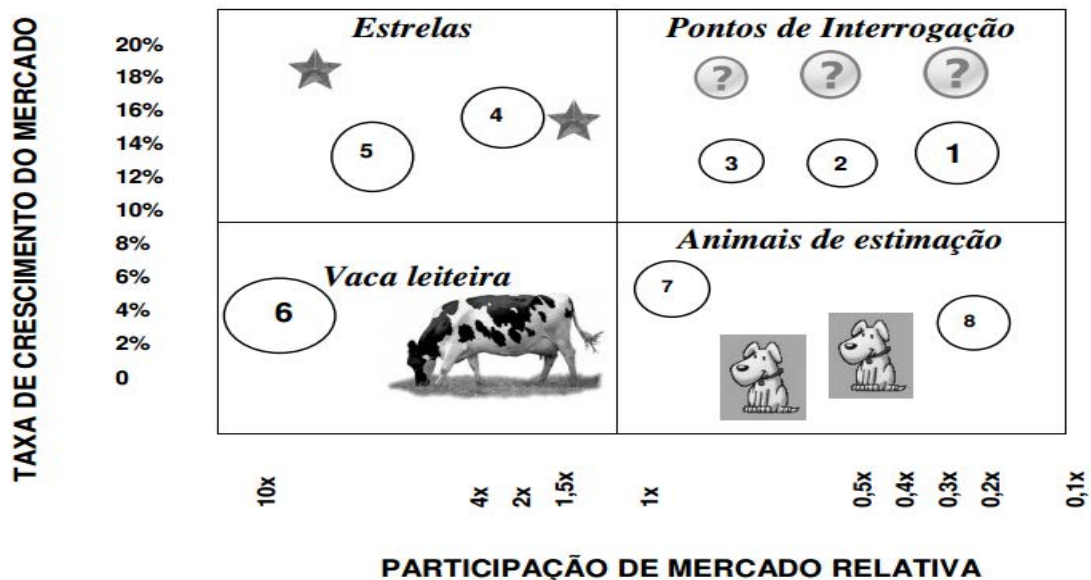 TAXA DE CRESCIMENTO DO MERCADO
20%
18%
16%
14%
12%
10%
8%
6%
4%
2%
0
Estrelas
4
5
Pontos de Interrogação
? ? ?
3 2 1
Vaca leiteira
6
Animais de estimação
7
8
10x 4x 2x 1,5x 1x 0,5x 0,4x 0,3x 0,2x 0,1x
PARTICIPAÇÃO DE MERCADO RELATIVA